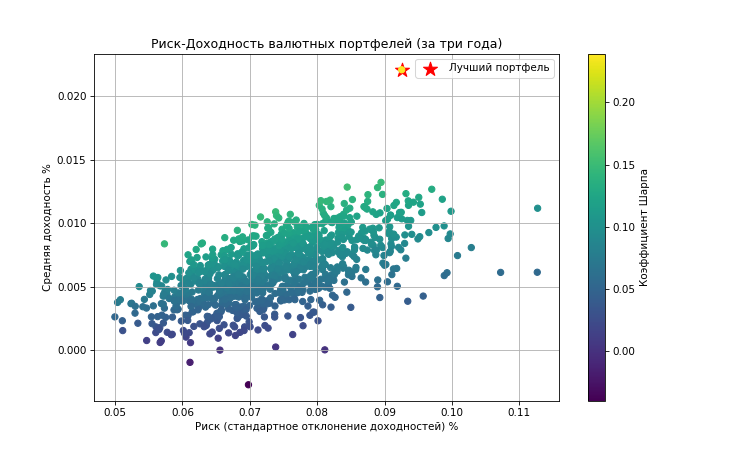 Риск-Доходность валютных портфелей (за три года)
Лучший портфель
0.020
0.015
0.010
0.005
0.000
Средняя доходность %
0.05 0.06 0.07 0.08 0.09 0.10 0.11
Риск (стандартное отклонение доходностей) %
0.20
0.15
0.10
0.05
0.00
Коэффициент Шарпа